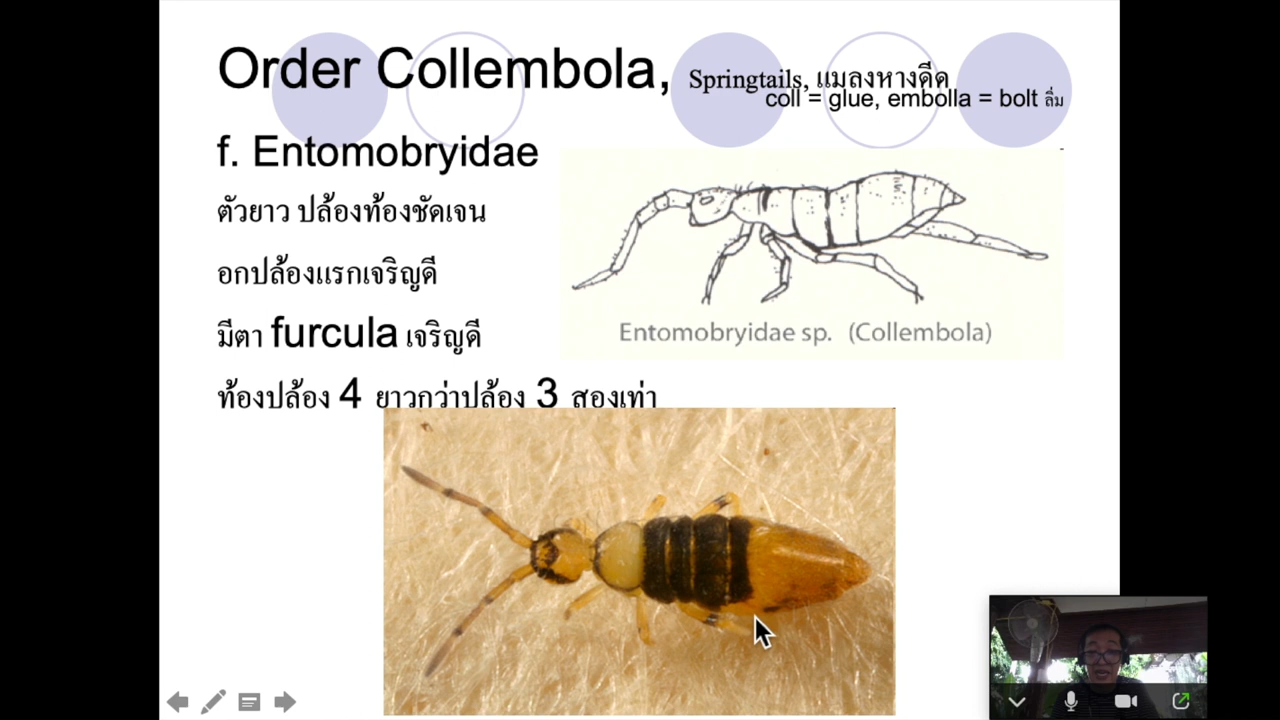 Order Collembola, Springtails, แมลงหางดีด
coll = glue, embolla = bolt ลิ่ม
f. Entomobryidae
ตัวยาว ปล้องท้องชัดเจน
อกปล้องแรกเจริญดี
มีตา furcula เจริญดี
ท้องปล้อง 4 ยาวกว่าปล้อง 3 สองเท่า
Entomobryidae sp. (Collembola)